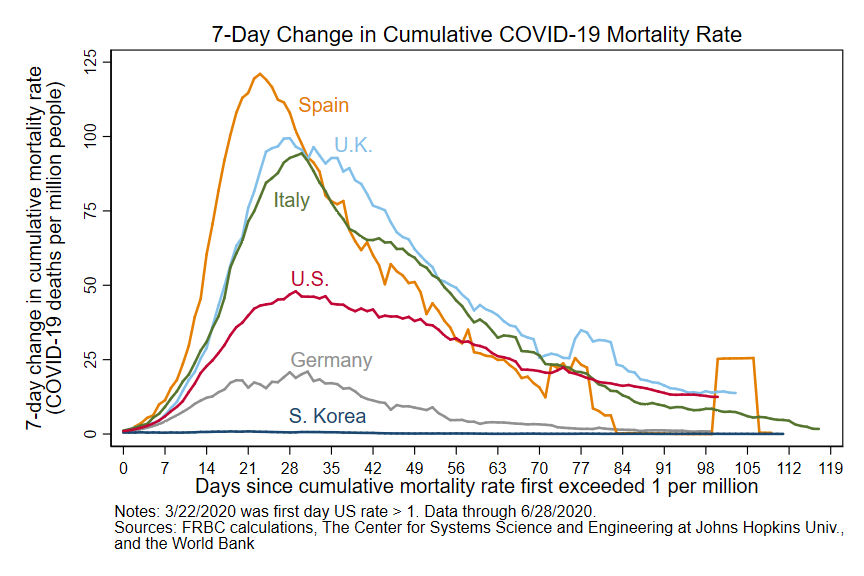 7-Day Change in Cumulative COVID-19 Mortality Rate
7-day change in cumulative mortality rate
(COVID-19 deaths per million people)
125
100
75
50
25
0
Spain
U.K.
Italy
U.S.
Germany
S. Korea
0 7 14 21 28 35 42 49 56 63 70 77 84 91 98 105 112 119
Days since cumulative mortality rate first exceeded 1 per million
Notes: 3/22/2020 was first day US rate > 1. Data through 6/28/2020.
Sources: FRBC calculations, The Center for Systems Science and Engineering at Johns Hopkins Univ.,
and the World Bank